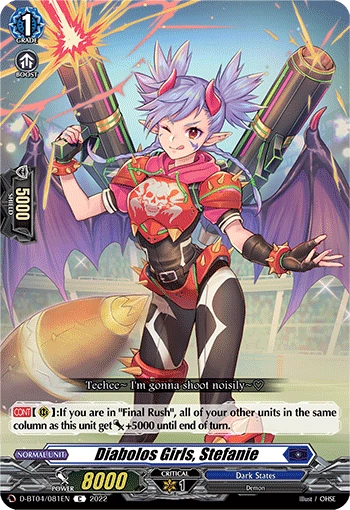 1
GRADE
BOOST
5000
SHIELD
Teehee~ I'm gonna shoot noisily~♡
CONT【 R 】:If you are in "Final Rush", all of your other units in the same
column as this unit get +5000 until end of turn.
NORMAL UNIT
Diabolos Girls, Stefanie
POWER 8000
CRITICAL
1
Dark States
Demon
D-BT04/081EN C 2022
Illust / OHSE